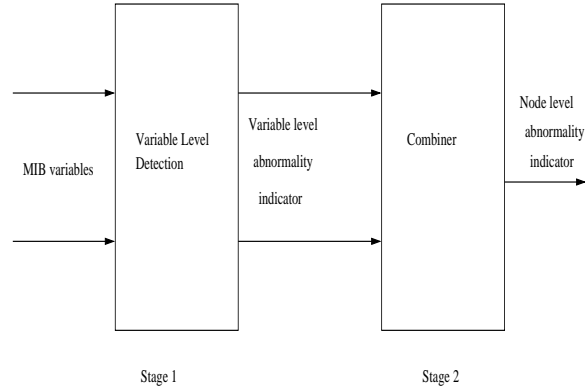 MIB variables
Variable Level
Detection
Variable level
abnormality
indicator
Combiner
Node level
abnormality
indicator
Stage 1
Stage 2